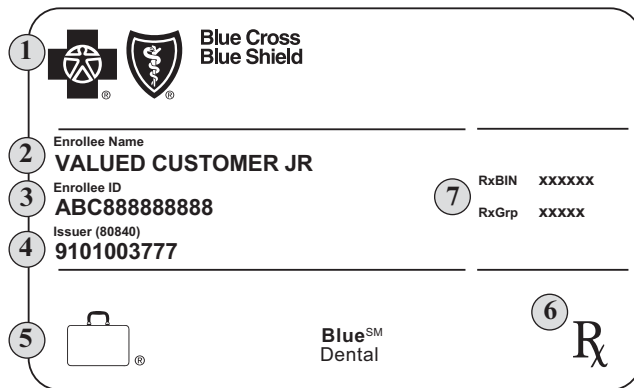 1
®
®
Blue Cross
Blue Shield
2
Enrollee Name
VALUED CUSTOMER JR
3
Enrollee ID
ABC888888888
4
Issuer (80840)
9101003777
7
RxBIN xxxxxx
RxGrp xxxxx
5
®
Blue℠
Dental
6
Rx